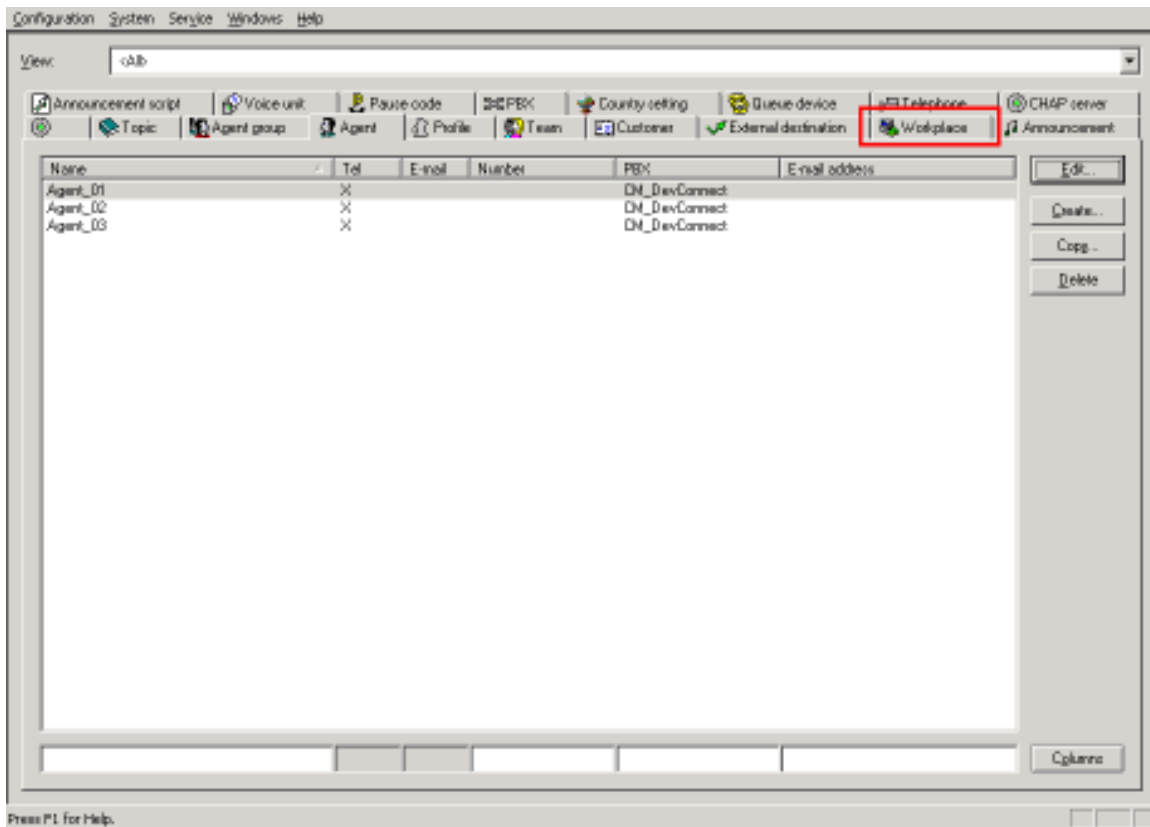 Configuration System Service Windows Help
View: <All>
Announcement script Voice unit Pause code PBX Country setting Queue device Telephone CHAP server
Topic Agent group Agent Profile Team Customer External destination Workplace Announcement
Name Tel E-mail Number PBX E-mail address
Agent_01 X CM_DevConnect
Agent_02 X CM_DevConnect
Agent_03 X CM_DevConnect
Edit...
Create...
Copy...
Delete
Columns
Press F1 for Help.